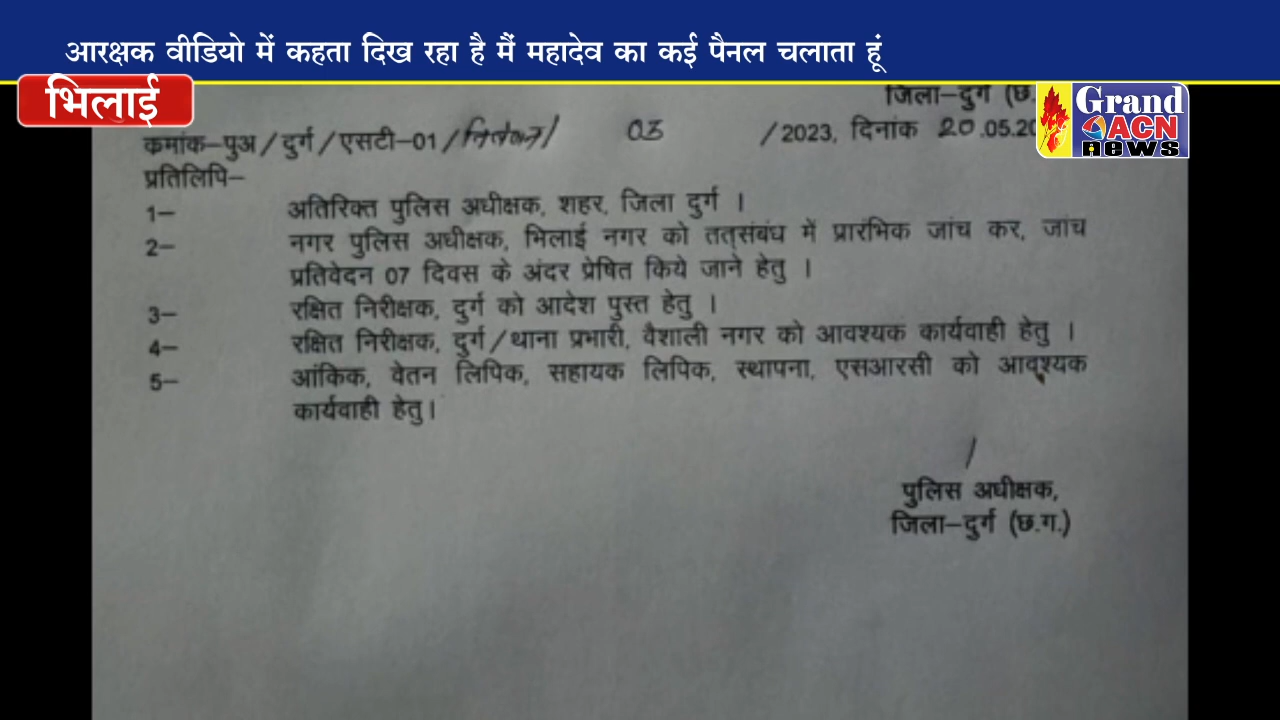 आरक्षक वीडियो में कहता दिख रहा है मैं महादेव का कई पैनल चलाता हूं
भिलाई
Grand
ACN
news
जिला–दुर्ग (छ.
कमांक–पुअ/दुर्ग/एसटी–01/ 03 /2023, दिनांक 20.05.20
प्रतिलिपि–
1– अतिरिक्त पुलिस अधीक्षक, शहर, जिला दुर्ग ।
2– नगर पुलिस अधीक्षक, भिलाई नगर को तत्संबंध में प्रारंभिक जांच कर, जांच
प्रतिवेदन 07 दिवस के अंदर प्रेषित किये जाने हेतु ।
3– रक्षित निरीक्षक, दुर्ग को आदेश पुस्त हेतु ।
4– रक्षित निरीक्षक, दुर्ग/थाना प्रभारी, वैशाली नगर को आवश्यक कार्यवाही हेतु ।
5– आंकिक, वेतन लिपिक, सहायक लिपिक, स्थापना, एसआरसी को आवश्यक
कार्यवाही हेतु।
पुलिस अधीक्षक,
जिला–दुर्ग (छ.ग.)